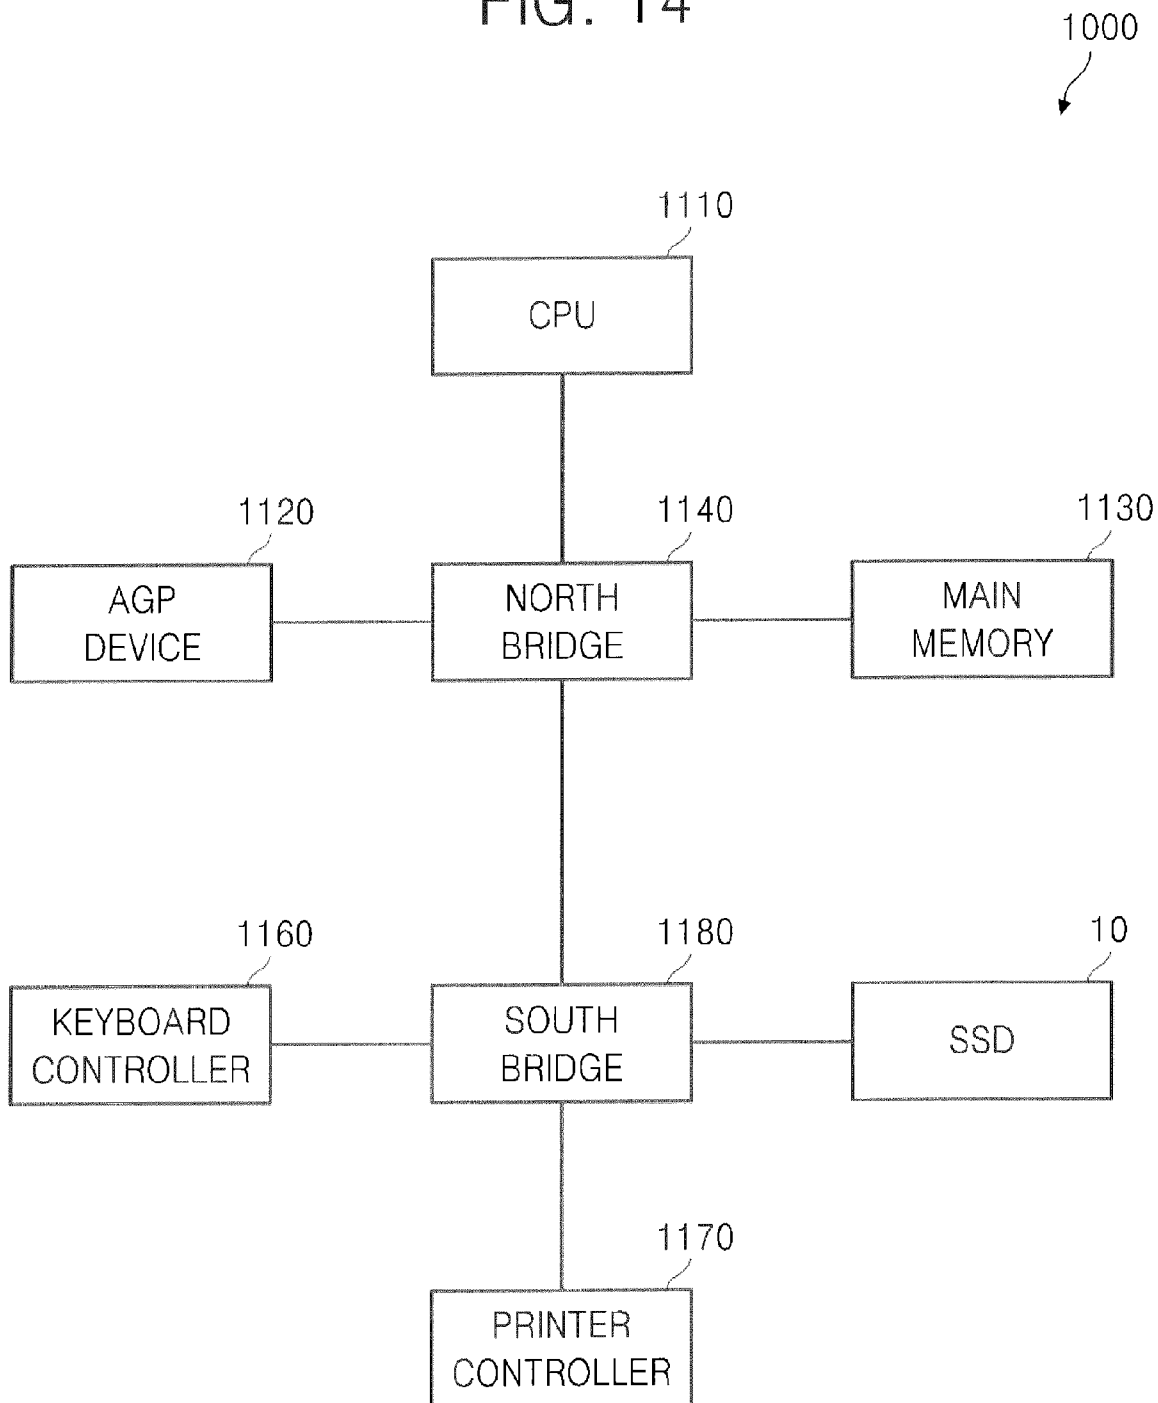 FIG. 14
1000
1110
CPU
1120
1140
1130
AGP
DEVICE
NORTH
BRIDGE
MAIN
MEMORY
1160
1180
10
KEYBOARD
CONTROLLER
SOUTH
BRIDGE
SSD
1170
PRINTER
CONTROLLER